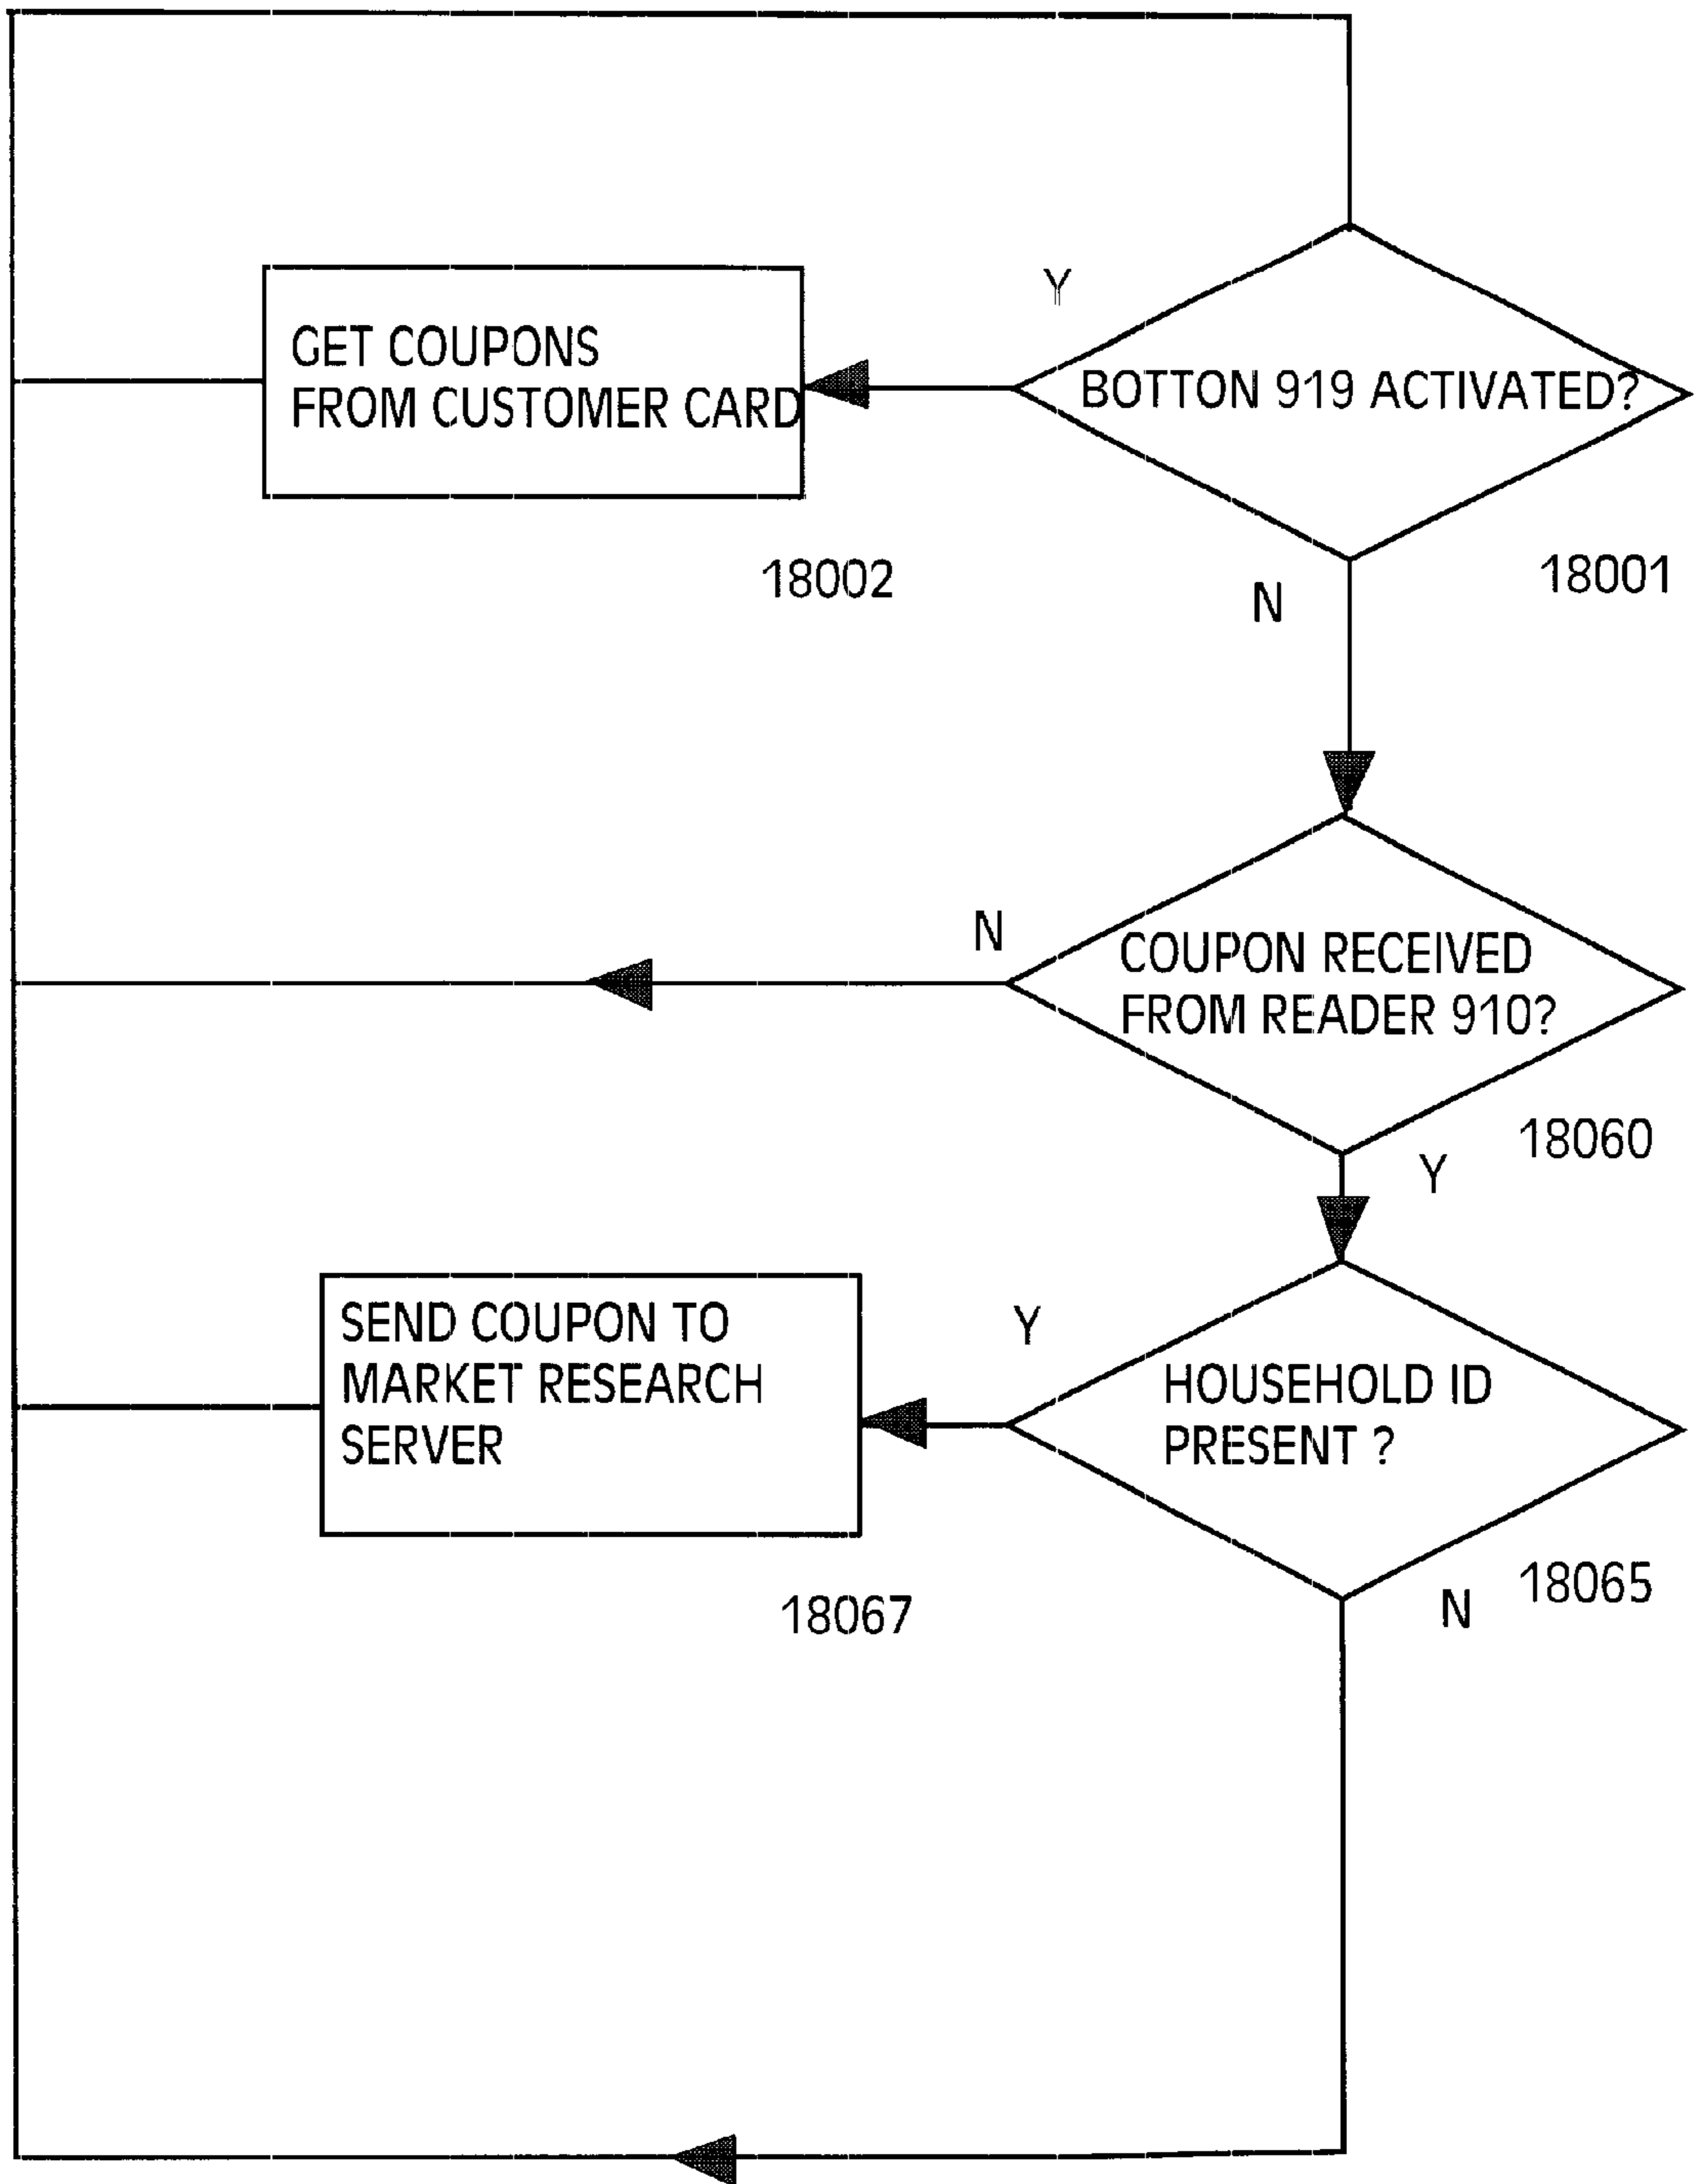 Y
GET COUPONS
FROM CUSTOMER CARD
BOTTON 919 ACTIVATED?
18002
18001
N
N
COUPON RECEIVED
FROM READER 910?
18060
Y
SEND COUPON TO
MARKET RESEARCH
SERVER
Y
HOUSEHOLD ID
PRESENT ?
18067
18065
N